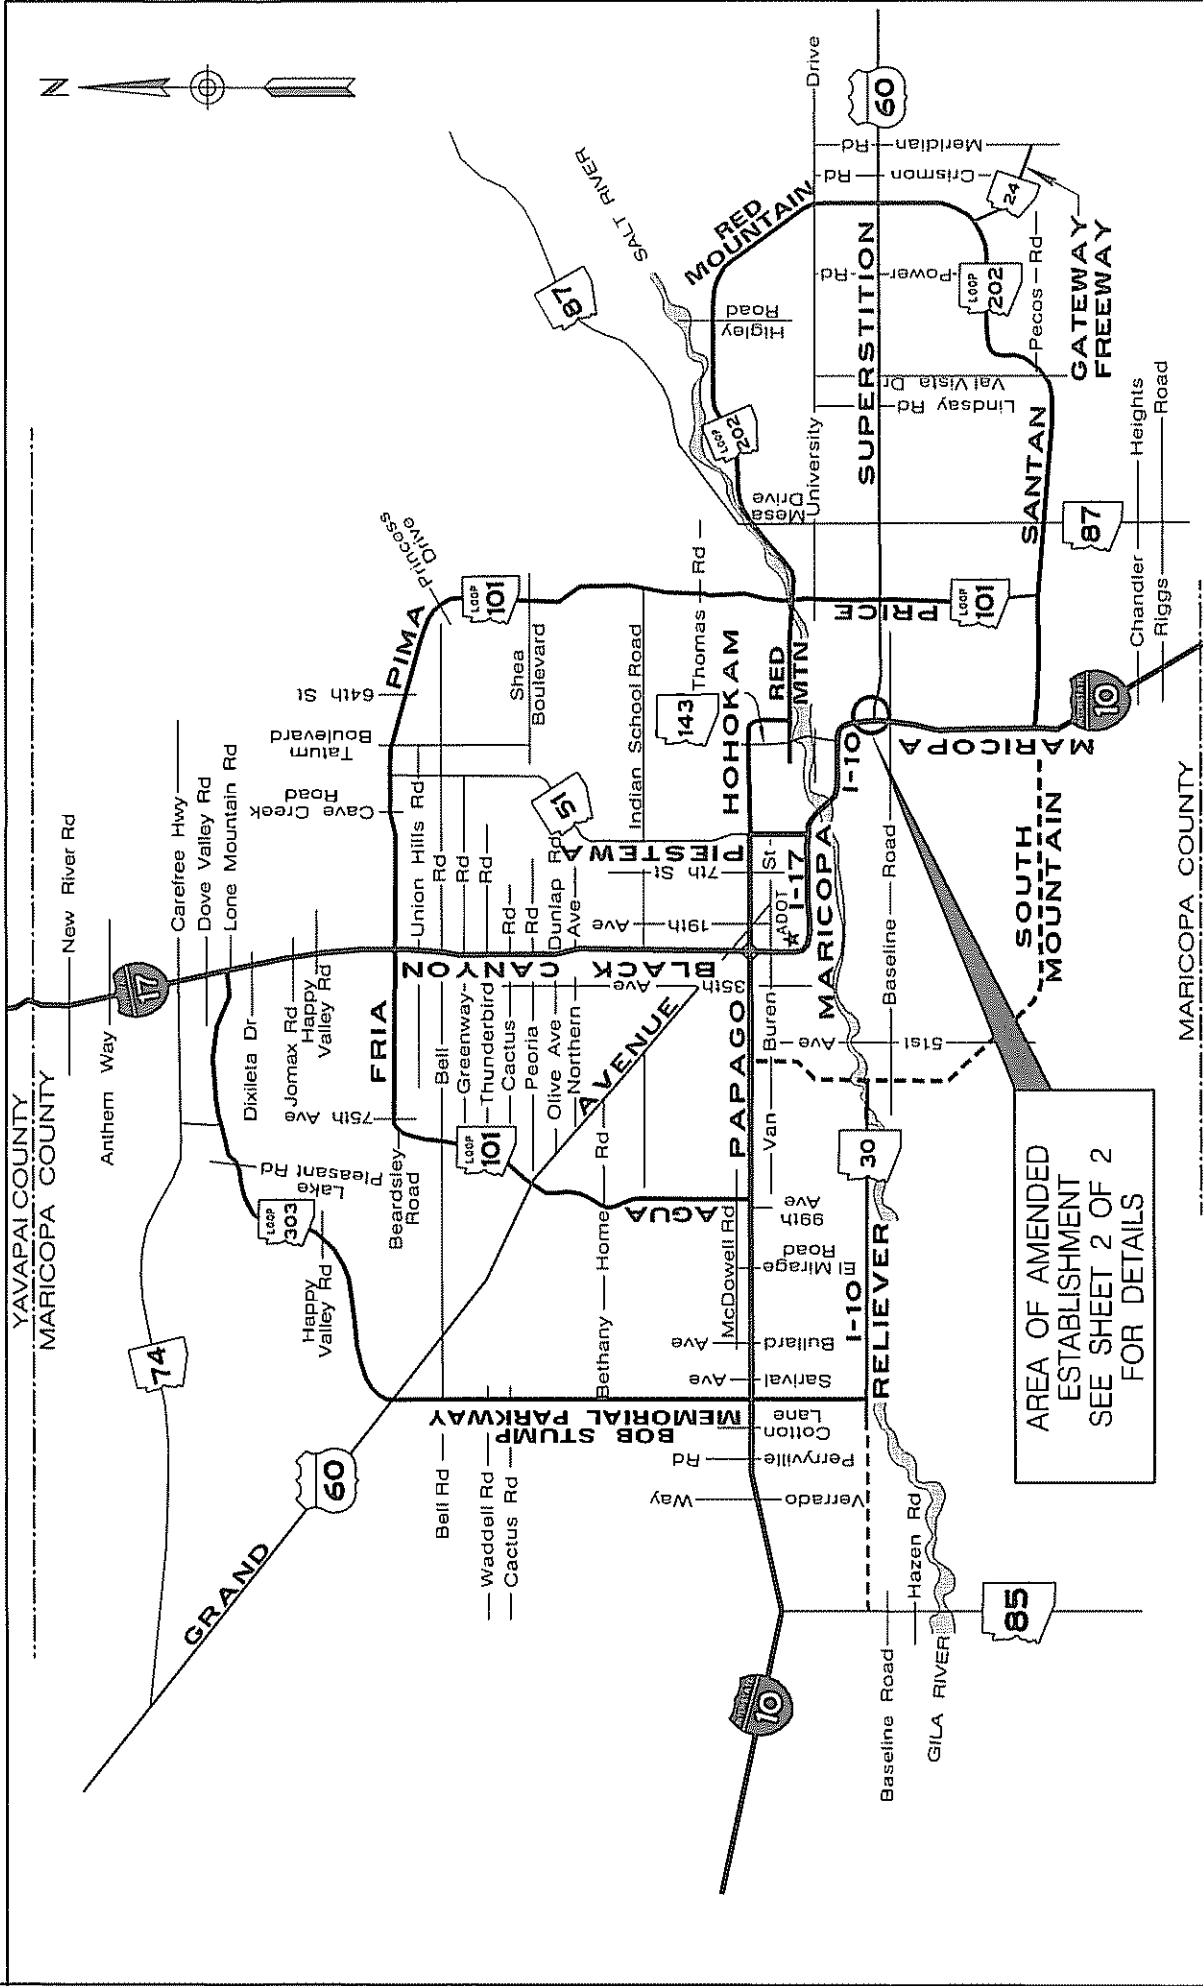 N
YAVAPAI COUNTY
MARICOPA COUNTY
New River Rd
Anthem Way
17
Carefree Hwy
Dove Valley Rd
Lone Mountain Rd
Dixileta Dr
Jomax Rd
Happy
Valley Rd
74
Lake
Pleasant Rd
LOOP
303
Happy
Valley Rd
GRAND
60
AVENUE
Beardsley
Road
75th Ave
AGUA
FRIA
LOOP
101
PIMA
64th St
Tatum
Boulevard
Cave Creek
Road
Princess
Drive
LOOP
101
Shea
Boulevard
Union Hills Rd
Bell
Rd
Greenway
Rd
Thunderbird
Rd
Cactus
Rd
Peoria
Rd
Olive Ave
Dunlap Rd
Northern
Ave
Bell Rd
Waddell Rd
Cactus Rd
BOB STUMP
MEMORIAL PARKWAY
Bethany
Home
Rd
BLACK
CANYON
35th
Ave
19th
Ave
7th St
PIESTEWA
51
Indian School Road
Thomas
Rd
HOHOKAM
143
RED
MTN
87
SALT RIVER
RED
MOUNTAIN
LOOP
202
Higley
Road
Mesa
Drive
University
Drive
60
SUPERSTITION
Power
Rd
Crismon
Rd
Meridian
Rd
24
GATEWAY
FREEWAY
LOOP
202
Pecos
Rd
Val Vista
Dr
Lindsay Rd
SANTAN
87
Chandler
Heights
Riggs
Road
PRICE
LOOP
101
10
MARICOPA
I-10
I-17
ADOT
St
MARICOPA
PAPAGO
Van
Buren
McDowell Rd
99th
Ave
El Mirage
Road
Bullard
Ave
Sarival
Ave
Cotton
Lane
Perryville
Rd
Verrado
Way
10
85
Baseline Road
Hazen Rd
GILA RIVER
I-10
RELIEVER
30
51st
Ave
Baseline
Road
SOUTH
MOUNTAIN
MARICOPA COUNTY
AREA OF AMENDED
ESTABLISHMENT
SEE SHEET 2 OF 2
FOR DETAILS